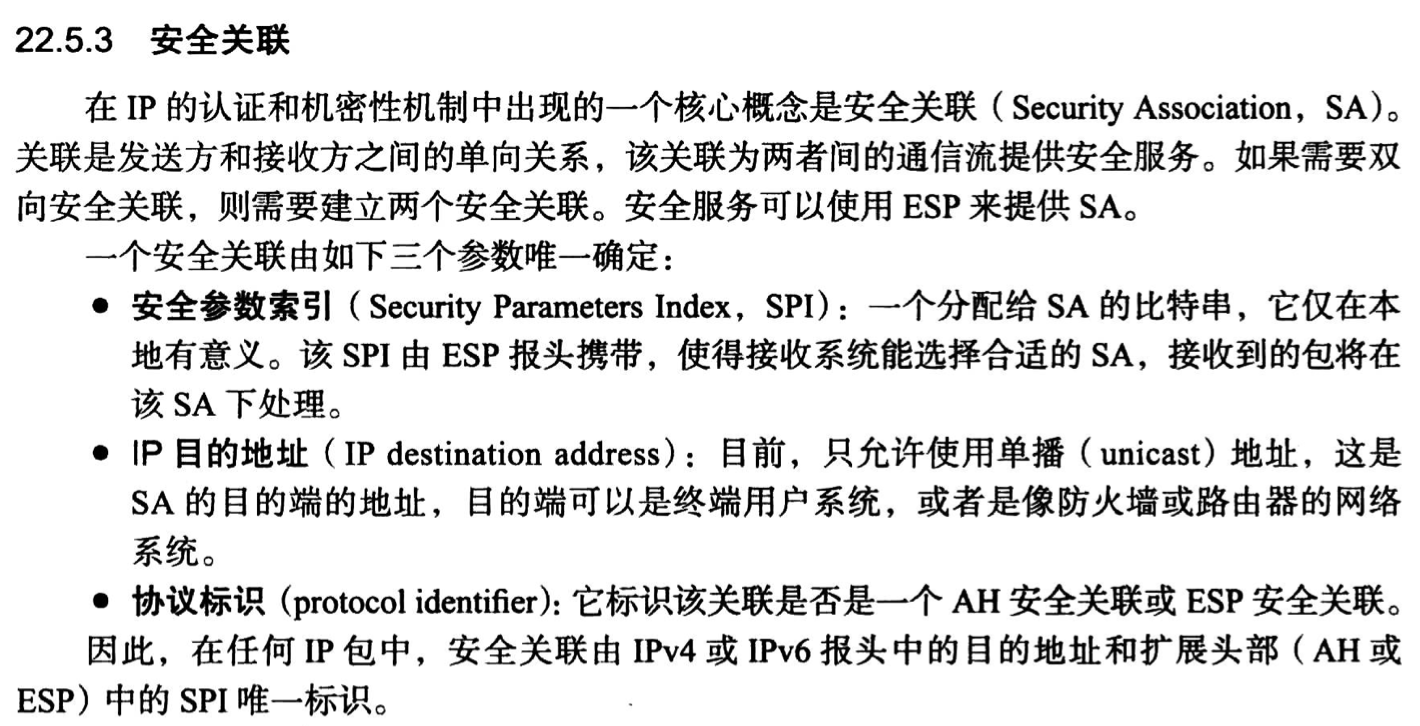 22.5.3 安全关联
在 IP 的认证和机密性机制中出现的一个核心概念是安全关联（Security Association，SA）。
关联是发送方和接收方之间的单向关系，该关联为两者间的通信流提供安全服务。如果需要双
向安全关联，则需要建立两个安全关联。安全服务可以使用 ESP 来提供 SA。
一个安全关联由如下三个参数唯一确定：
● 安全参数索引（Security Parameters Index，SPI）：一个分配给 SA 的比特串，它仅在本
地有意义。该 SPI 由 ESP 报头携带，使得接收系统能选择合适的 SA，接收到的包将在
该 SA 下处理。
● IP 目的地址（IP destination address）：目前，只允许使用单播（unicast）地址，这是
SA 的目的端的地址，目的端可以是终端用户系统，或者是像防火墙或路由器的网络
系统。
● 协议标识 (protocol identifier)：它标识该关联是否是一个 AH 安全关联或 ESP 安全关联。
因此，在任何 IP 包中，安全关联由 IPv4 或 IPv6 报头中的目的地址和扩展头部（AH 或
ESP）中的 SPI 唯一标识。